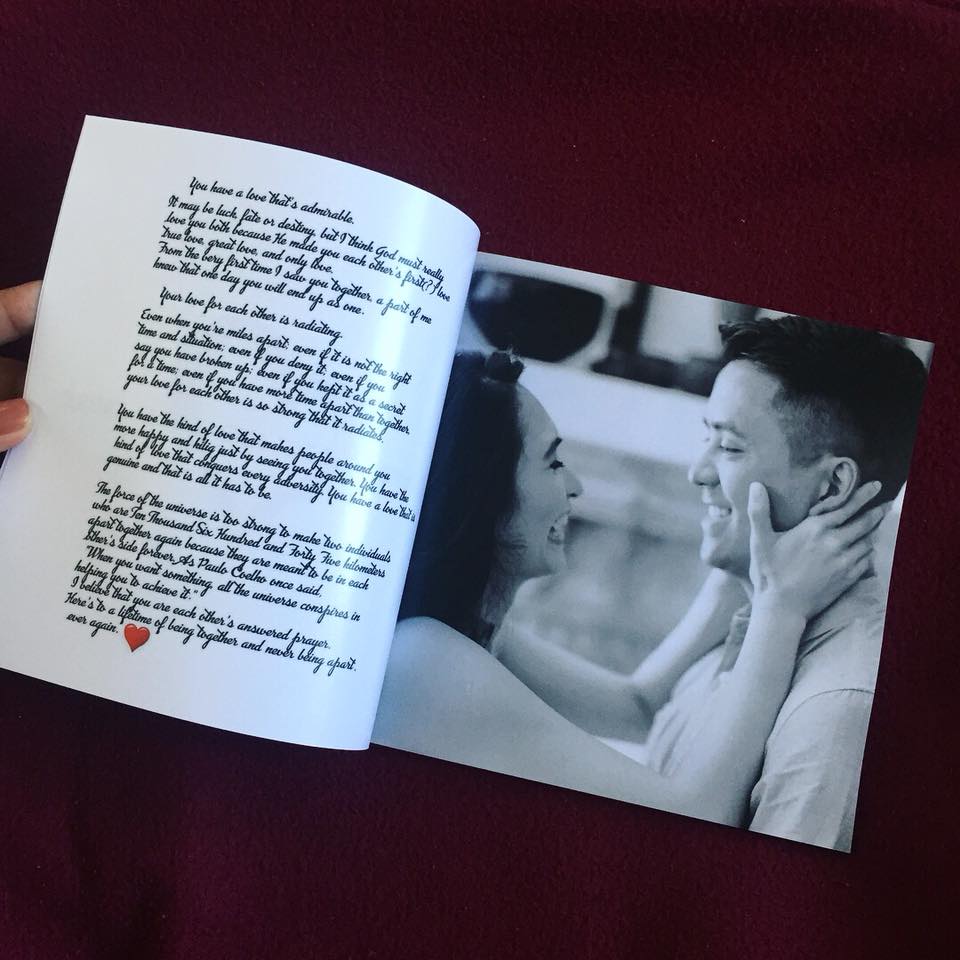 You have a love that's admirable.
It may be luck, fate or destiny, but I think God must really
love you both because He made you each other's first(?) love
true love, great love, and only love.
From the very first time I saw you together, a part of me
knew that one day you will end up as one.
Your love for each other is radiating.
Even when you're miles apart; even if it is not the right
time and situation; even if you deny it; even if you
say you have broken up; even if you kept it as a secret
for a time; even if you have more time apart than together,
your love for each other is so strong that it radiates.
You have the kind of love that makes people around you
more happy and kilig just by seeing you together. You have the
kind of love that conquers every adversity. You have a love that is
genuine and that is all it has to be.
The force of the universe is too strong to make two individuals
who are Ten Thousand Six Hundred and Forty Five kilometers
apart together again because they are meant to be in each
other's side forever. As Paulo Coelho once said,
"When you want something, all the universe conspires in
helping you to achieve it."
I believe that you are each other's answered prayer.
Here's to a lifetime of being together and never being apart,
ever again. ❤